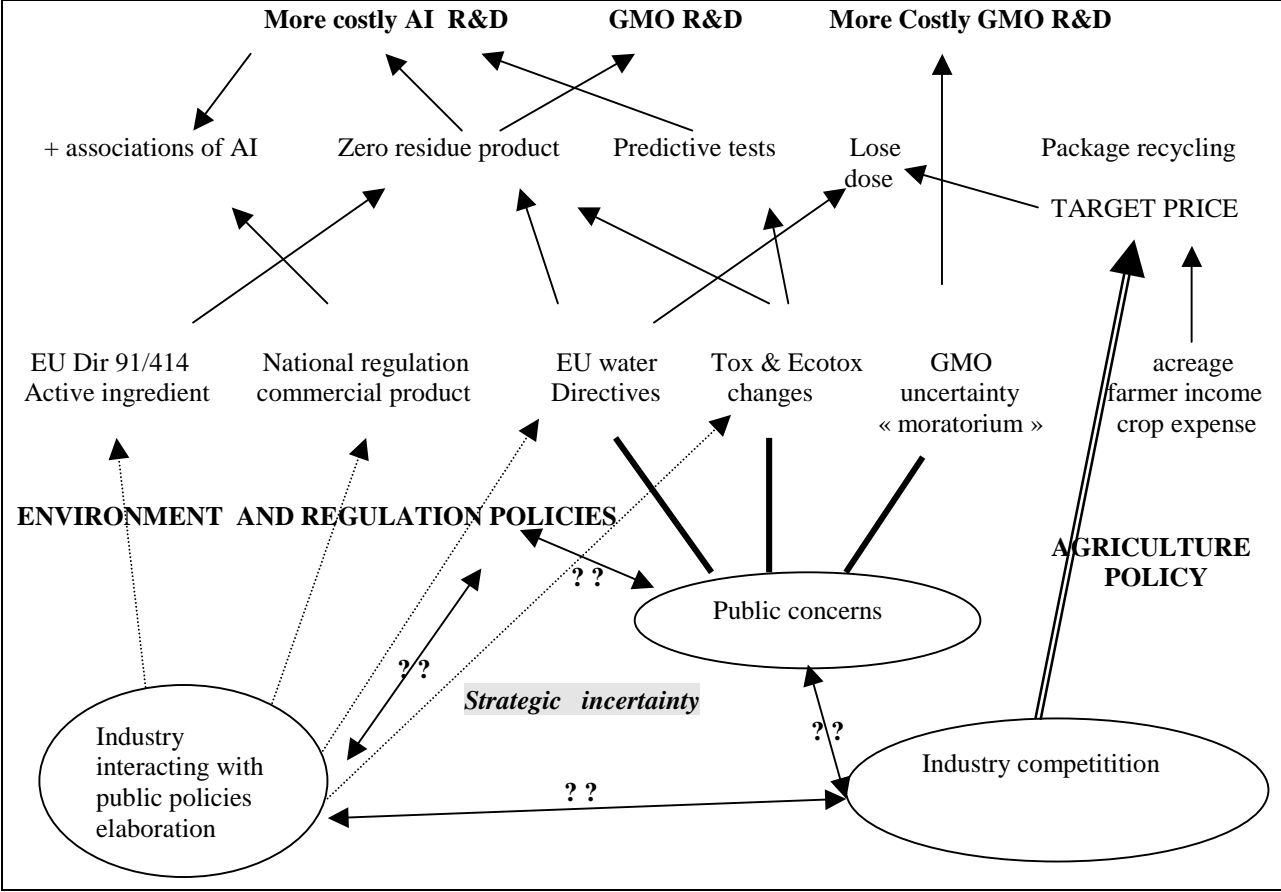 More costly AI R&D GMO R&D More Costly GMO R&D
+ associations of AI Zero residue product Predictive tests Lose dose Package recycling
TARGET PRICE
EU Dir 91/414
Active ingredient
National regulation
commercial product
EU water
Directives
Tox & Ecotox
changes
GMO
uncertainty
« moratorium »
acreage
farmer income
crop expense
ENVIRONMENT AND REGULATION POLICIES
AGRICULTURE
POLICY
? ?
Public concerns
? ?
Strategic incertainty
? ?
Industry
interacting with
public policies
elaboration
? ?
Industry competitition